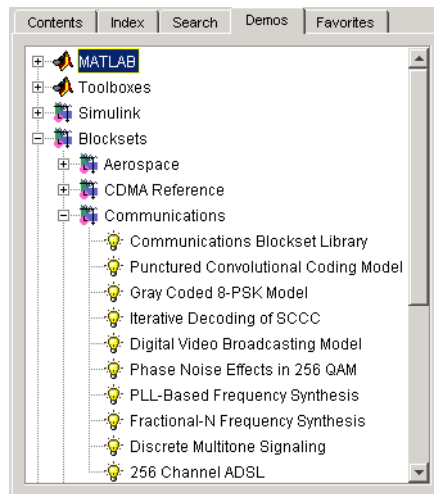 Contents Index Search Demos Favorites
MATLAB
Toolboxes
Simulink
Blocksets
Aerospace
CDMA Reference
Communications
Communications Blockset Library
Punctured Convolutional Coding Model
Gray Coded 8-PSK Model
Iterative Decoding of SCCC
Digital Video Broadcasting Model
Phase Noise Effects in 256 QAM
PLL-Based Frequency Synthesis
Fractional-N Frequency Synthesis
Discrete Multitone Signaling
256 Channel ADSL